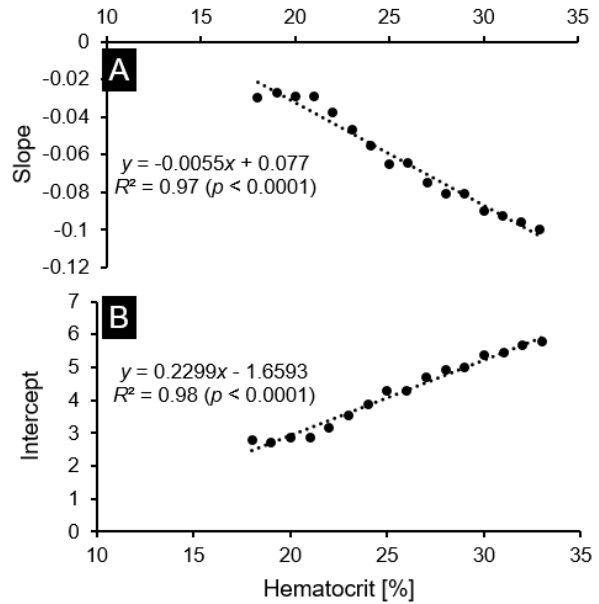 10 15 20 25 30 35
A
0
-0.02
-0.04
-0.06
-0.08
-0.1
-0.12
Slope
y = -0.0055x + 0.077
R² = 0.97 (p < 0.0001)
B
7
6
5
4
3
2
1
0
Intercept
y = 0.2299x - 1.6593
R² = 0.98 (p < 0.0001)
10 15 20 25 30 35
Hematocrit [%]